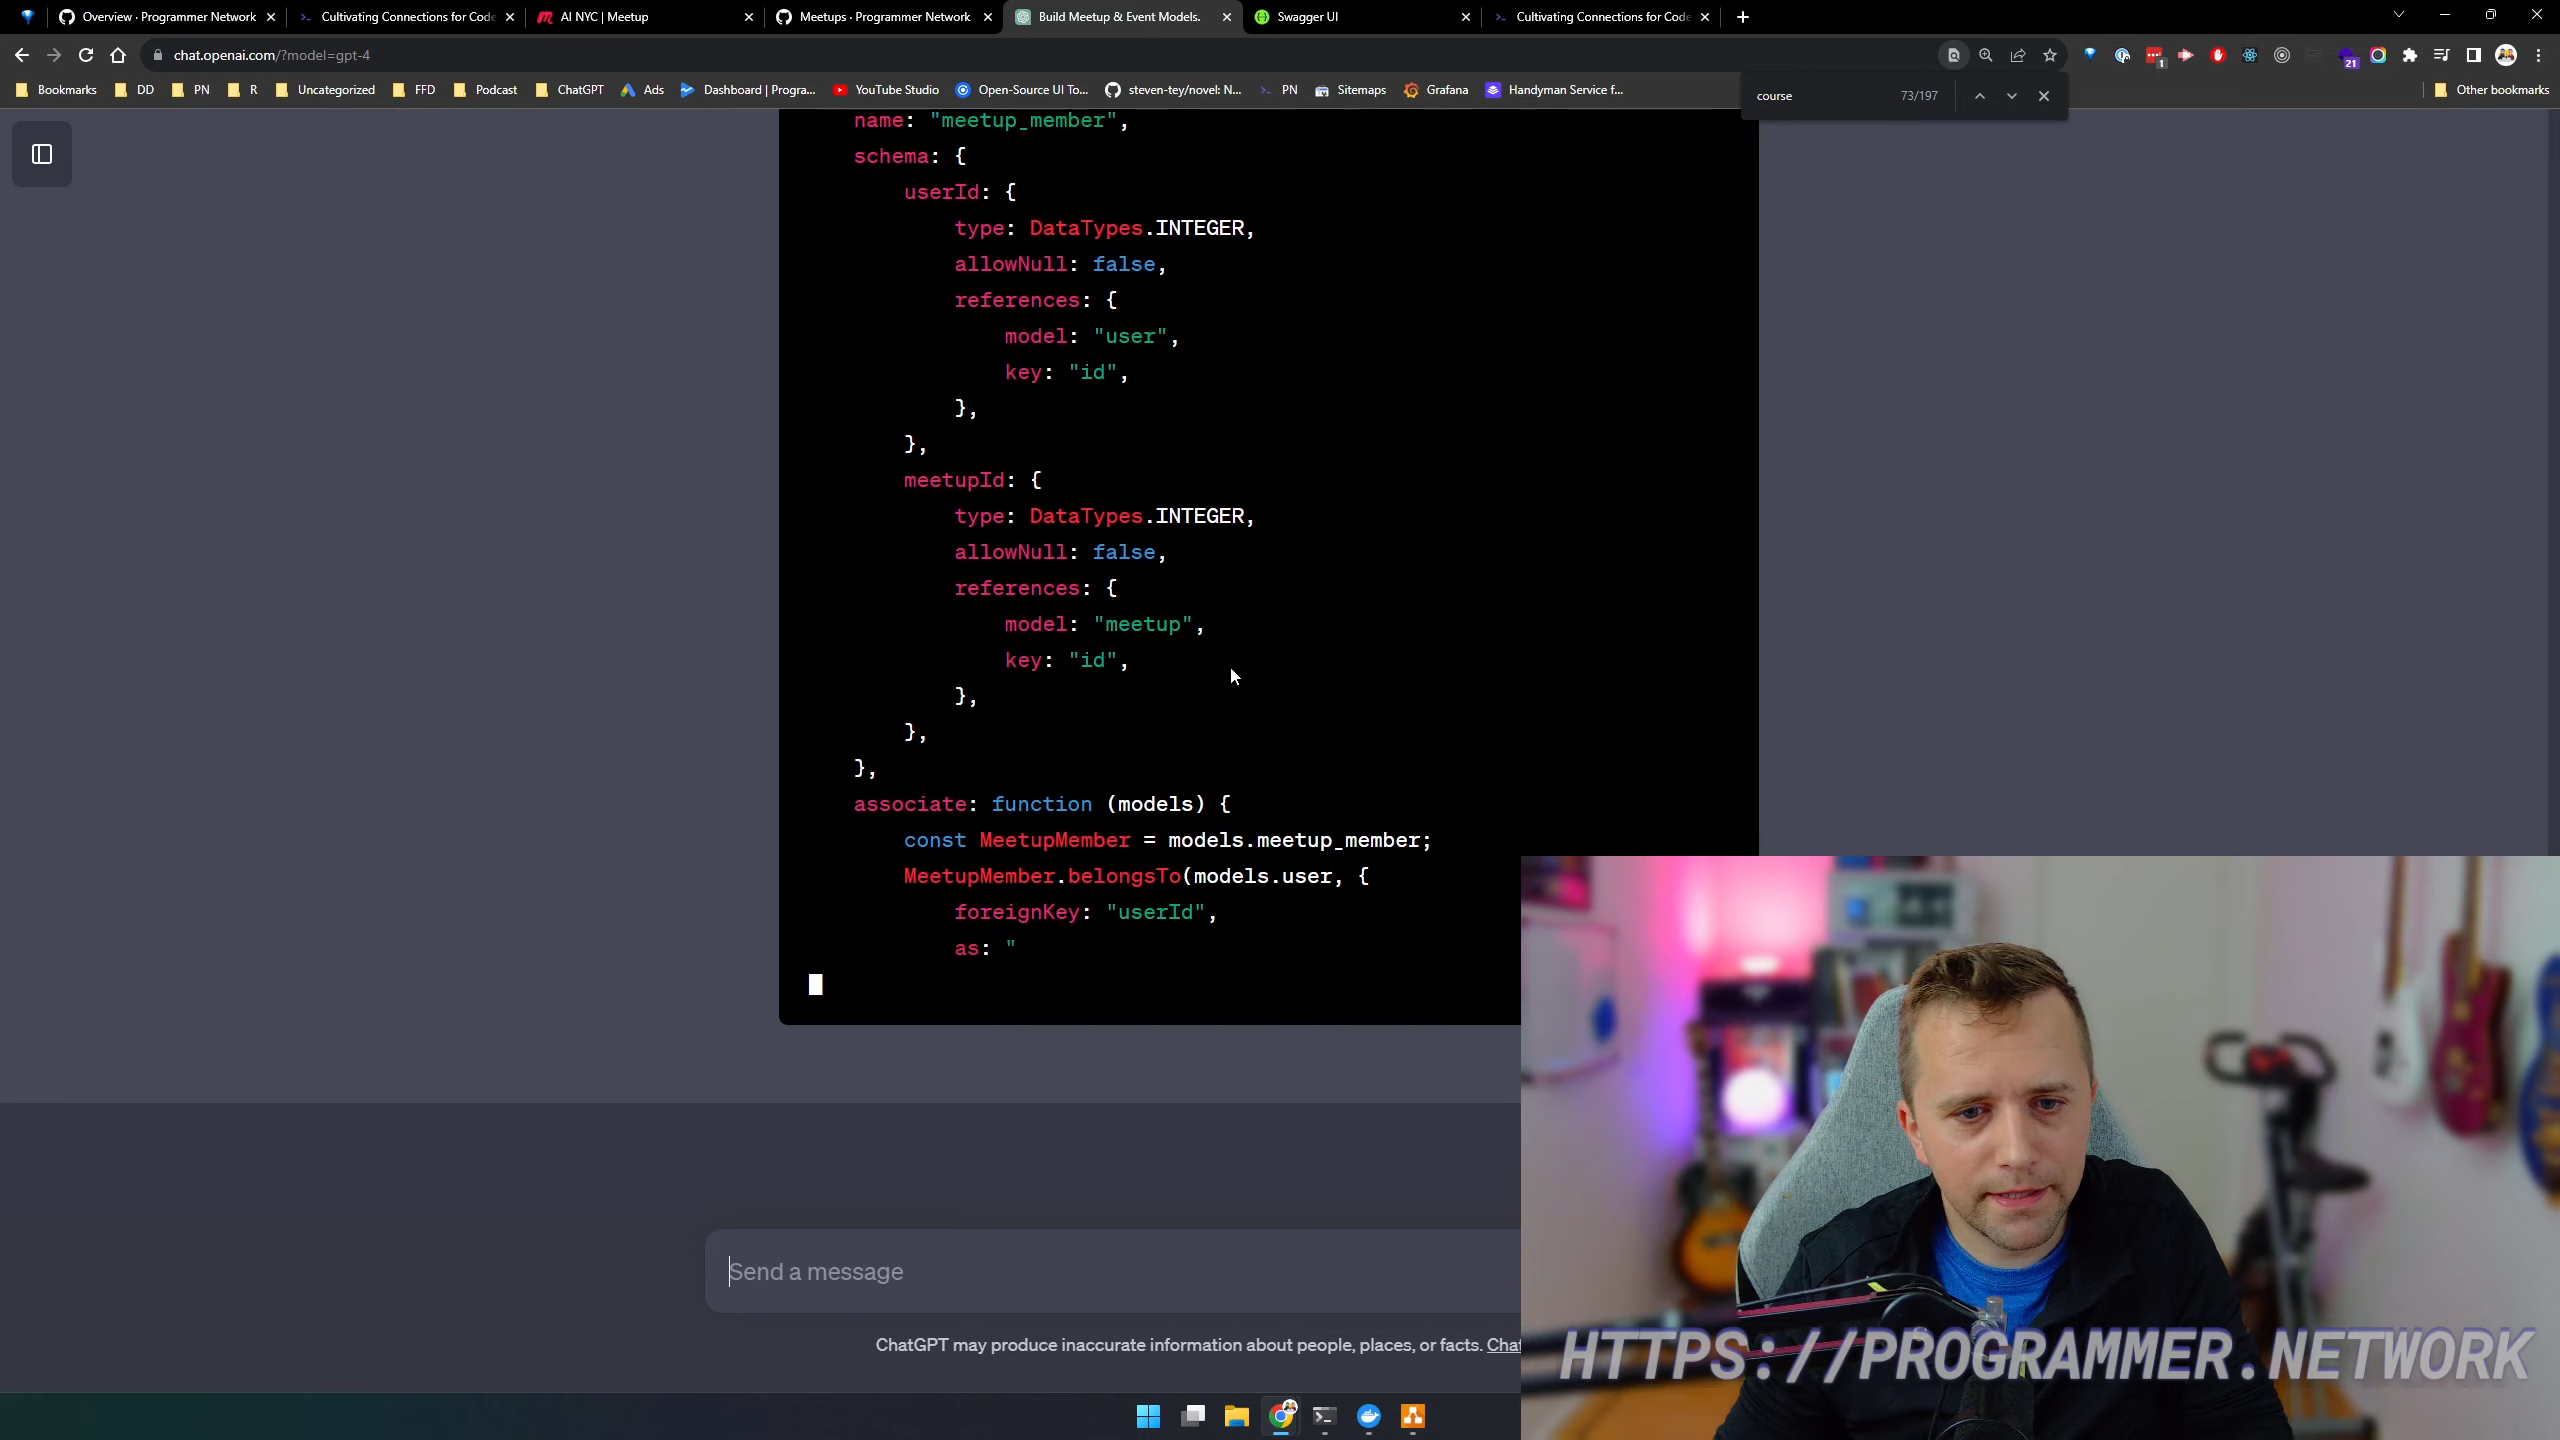 Overview · Programmer Network
Cultivating Connections for Code
AI NYC | Meetup
Meetups · Programmer Network
Build Meetup & Event Models.
Swagger UI
Cultivating Connections for Code
chat.openai.com/?model=gpt-4
1
21
Bookmarks
DD
PN
R
Uncategorized
FFD
Podcast
ChatGPT
Ads
Dashboard | Progra...
YouTube Studio
Open-Source UI To...
steven-tey/novel: N...
PN
Sitemaps
Grafana
Handyman Service f...
Other bookmarks
course
73/197
name: "meetup_member",
schema: {
userId: {
type: DataTypes.INTEGER,
allowNull: false,
references: {
model: "user",
key: "id",
},
},
meetupId: {
type: DataTypes.INTEGER,
allowNull: false,
references: {
model: "meetup",
key: "id",
},
},
},
associate: function (models) {
const MeetupMember = models.meetup_member;
MeetupMember.belongsTo(models.user, {
foreignKey: "userId",
as: "
Send a message
ChatGPT may produce inaccurate information about people, places, or facts. Chat
HTTPS://PROGRAMMER.NETWORK